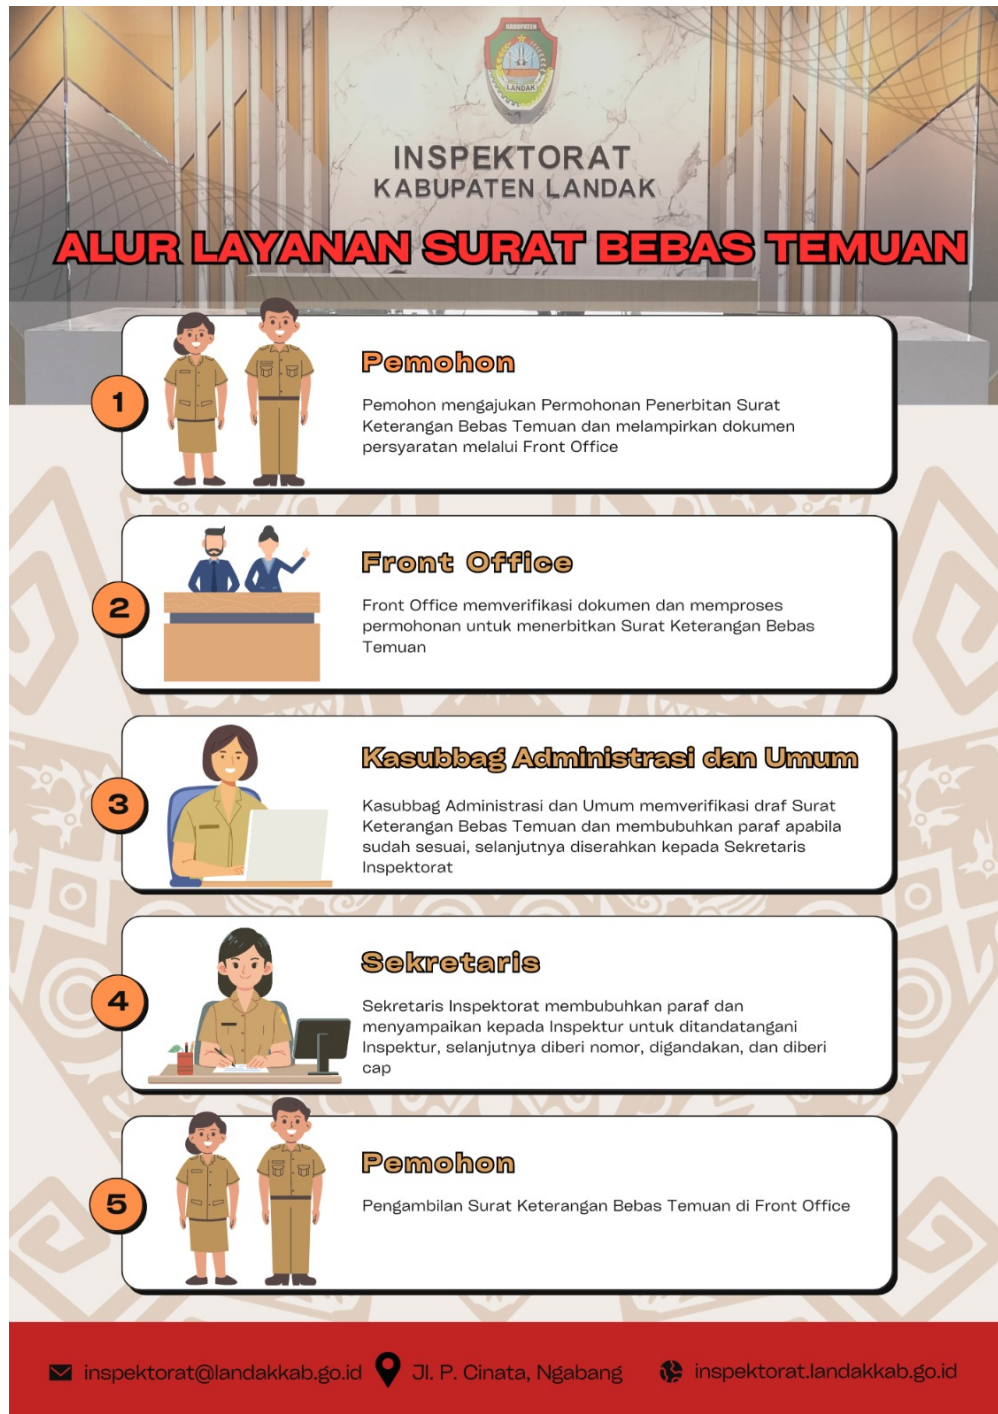 KABUPATEN
LANDAK
INSPEKTORAT
KABUPATEN LANDAK
ALUR LAYANAN SURAT BEBAS TEMUAN
1
Pemohon
Pemohon mengajukan Permohonan Penerbitan Surat
Keterangan Bebas Temuan dan melampirkan dokumen
persyaratan melalui Front Office
2
Front Office
Front Office memverifikasi dokumen dan memproses
permohonan untuk menerbitkan Surat Keterangan Bebas
Temuan
3
Kasubbag Administrasi dan Umum
Kasubbag Administrasi dan Umum memverifikasi draf Surat
Keterangan Bebas Temuan dan membubuhkan paraf apabila
sudah sesuai, selanjutnya diserahkan kepada Sekretaris
Inspektorat
4
Sekretaris
Sekretaris Inspektorat membubuhkan paraf dan
menyampaikan kepada Inspektur untuk ditandatangani
Inspektur, selanjutnya diberi nomor, digandakan, dan diberi
cap
5
Pemohon
Pengambilan Surat Keterangan Bebas Temuan di Front Office
inspektorat@landakkab.go.id
Jl. P. Cinata, Ngabang
inspektorat.landakkab.go.id